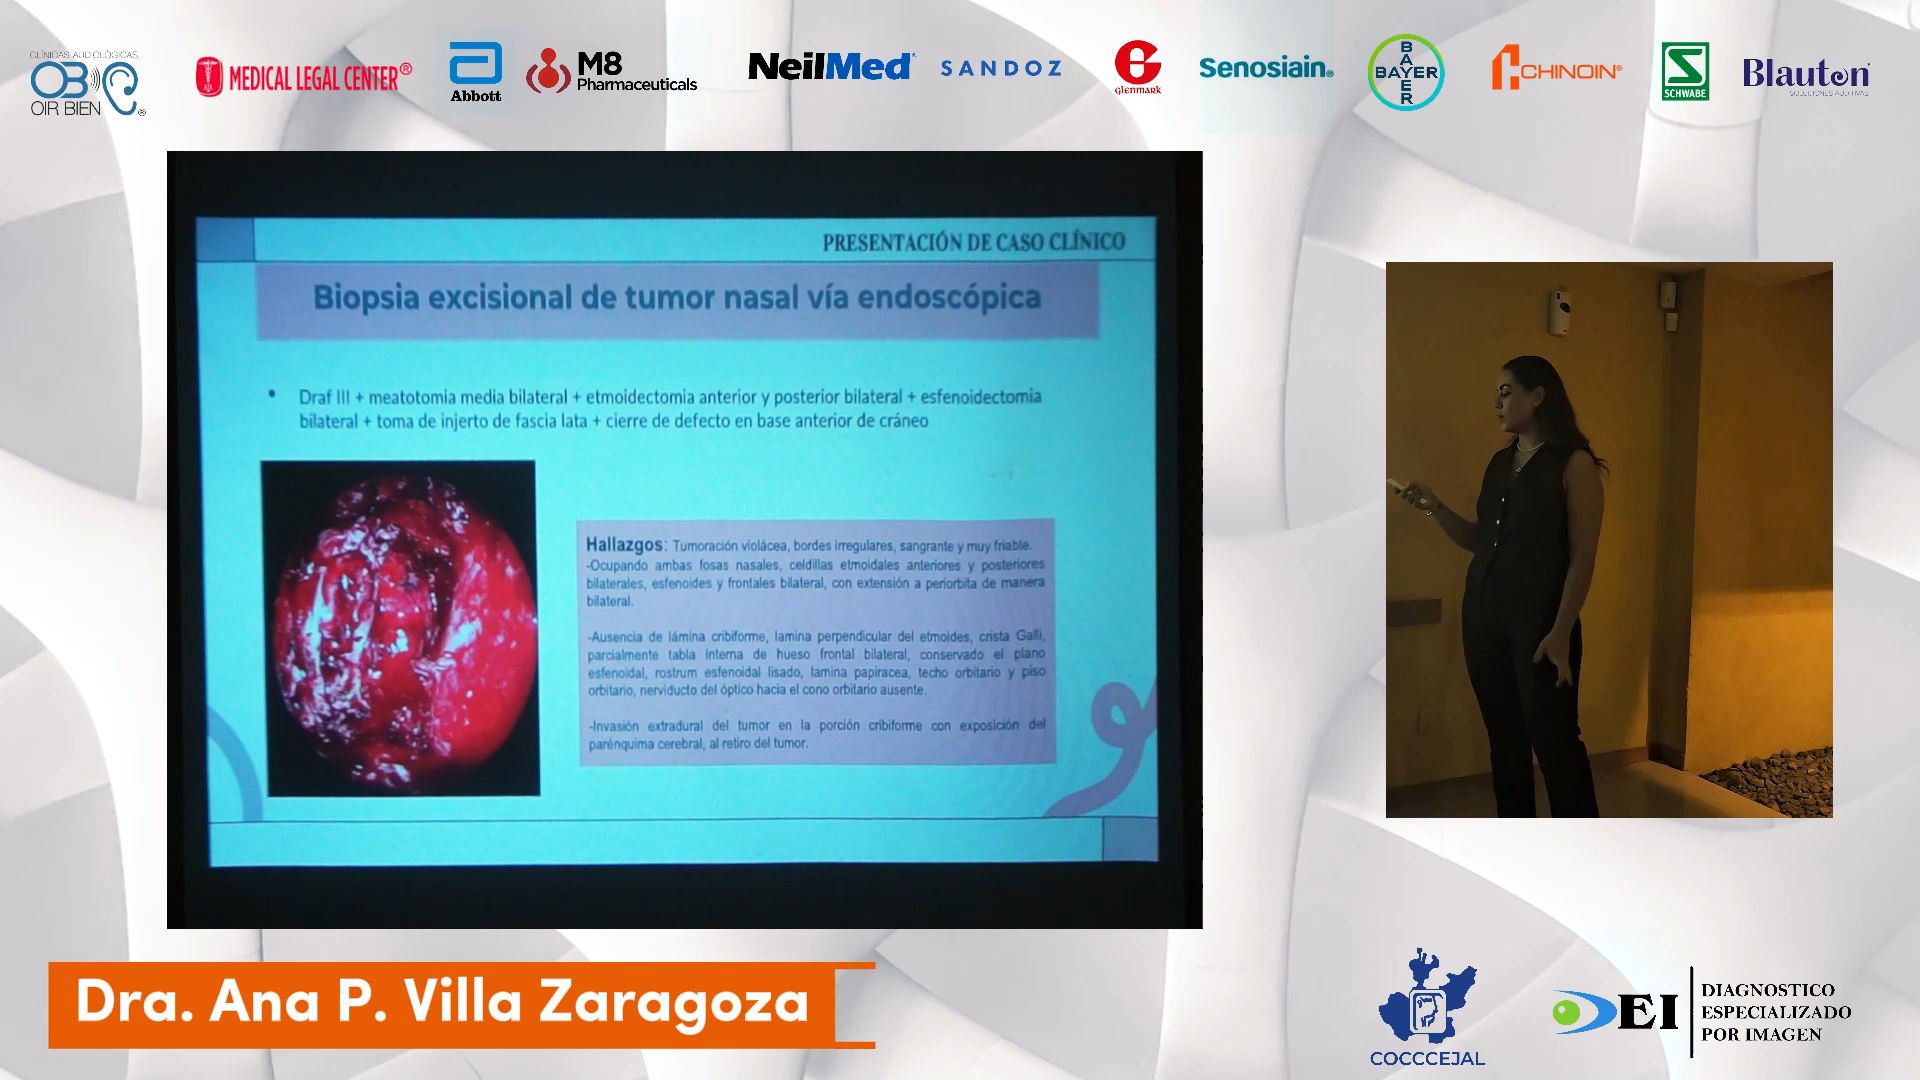 CLÍNICAS AUDIOLÓGICAS
OB
OIR BIEN®
MEDICAL LEGAL CENTER®
Abbott
M8
Pharmaceuticals
NeilMed®
SANDOZ
G
glenmark
Senosiain®
BAYER
BAYER
CHINOIN®
SCHWABE
Blauton
SOLUCIONES AUDITIVAS
PRESENTACIÓN DE CASO CLÍNICO
Biopsia excisional de tumor nasal vía endoscópica
• Draf III + meatotomia media bilateral + etmoidectomia anterior y posterior bilateral + esfenoidectomia
bilateral + toma de injerto de fascia lata + cierre de defecto en base anterior de cráneo
Hallazgos: Tumoración violácea, bordes irregulares, sangrante y muy friable.
-Ocupando ambas fosas nasales, celdillas etmoidales anteriores y posteriores
bilaterales, esfenoides y frontales bilateral, con extensión a periorbita de manera
bilateral.
-Ausencia de lámina cribiforme, lamina perpendicular del etmoides, crista Galli,
parcialmente tabla interna de hueso frontal bilateral, conservado el plano
esfenoidal, rostrum esfenoidal lisado, lamina papiracea, techo orbitario y piso
orbitario, nerviducto del óptico hacia el cono orbitario ausente.
-Invasión extradural del tumor en la porción cribiforme con exposición del
parénquima cerebral, al retiro del tumor.
Dra. Ana P. Villa Zaragoza
COCCCEJAL
DEI
DIAGNOSTICO
ESPECIALIZADO
POR IMAGEN